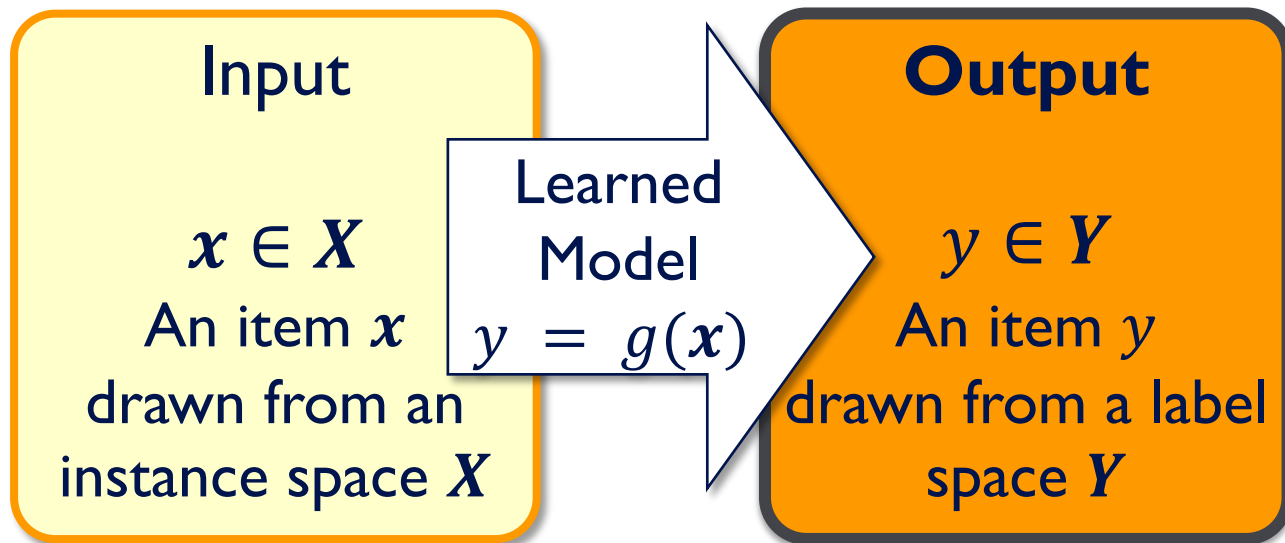 Input
𝒙 ∈ 𝑿
An item 𝒙
drawn from an
instance space 𝑿
Learned
Model
𝑦 = 𝑔(𝒙)
Output
𝑦 ∈ 𝒀
An item 𝑦
drawn from a label
space 𝒀